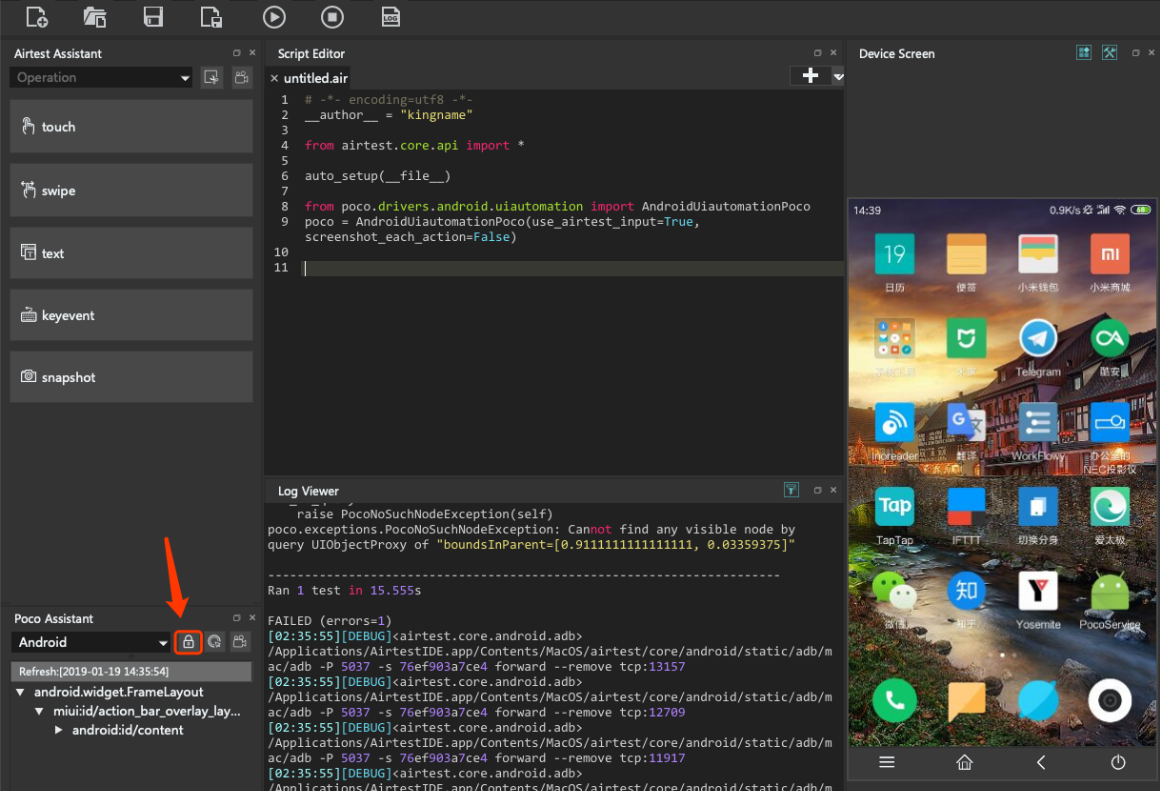 LOG
Airtest Assistant
Operation
touch
swipe
text
keyevent
snapshot
Poco Assistant
Android
Refresh:[2019-01-19 14:35:54]
android.widget.FrameLayout
miui:id/action_bar_overlay_lay...
android:id/content
Script Editor
untitled.air
1 # -*- encoding=utf8 -*-
2 __author__ = "kingname"
3
4 from airtest.core.api import *
5
6 auto_setup(__file__)
7
8 from poco.drivers.android.uiautomation import AndroidUiautomationPoco
9 poco = AndroidUiautomationPoco(use_airtest_input=True,
screenshot_each_action=False)
10
11
Log Viewer
raise PocoNoSuchNodeException(self)
poco.exceptions.PocoNoSuchNodeException: Cannot find any visible node by
query UIObjectProxy of "boundsInParent=[0.9111111111111111, 0.03359375]"
----------------------------------------------------------------------
Ran 1 test in 15.555s
FAILED (errors=1)
[02:35:55][DEBUG]<airtest.core.android.adb>
/Applications/AirtestIDE.app/Contents/MacOS/airtest/core/android/static/adb/m
ac/adb -P 5037 -s 76ef903a7ce4 forward --remove tcp:13157
[02:35:55][DEBUG]<airtest.core.android.adb>
/Applications/AirtestIDE.app/Contents/MacOS/airtest/core/android/static/adb/m
ac/adb -P 5037 -s 76ef903a7ce4 forward --remove tcp:12709
[02:35:55][DEBUG]<airtest.core.android.adb>
/Applications/AirtestIDE.app/Contents/MacOS/airtest/core/android/static/adb/m
ac/adb -P 5037 -s 76ef903a7ce4 forward --remove tcp:11917
[02:35:55][DEBUG]<airtest.core.android.adb>
/Applications/AirtestIDE.app/Contents/MacOS/airtest/core/android/static/adb/m
Device Screen
14:39 0.9K/s
19 mi
日历 便签 小米钱包 小米商城
Telegram 酷安
G 文
Inoreader 翻译 WorkFlowy 办公室的
NEC投影仪
Tap
TapTap IFTTT 切换分身 爱太极
知 Y
微信 知乎 Yosemite PocoService